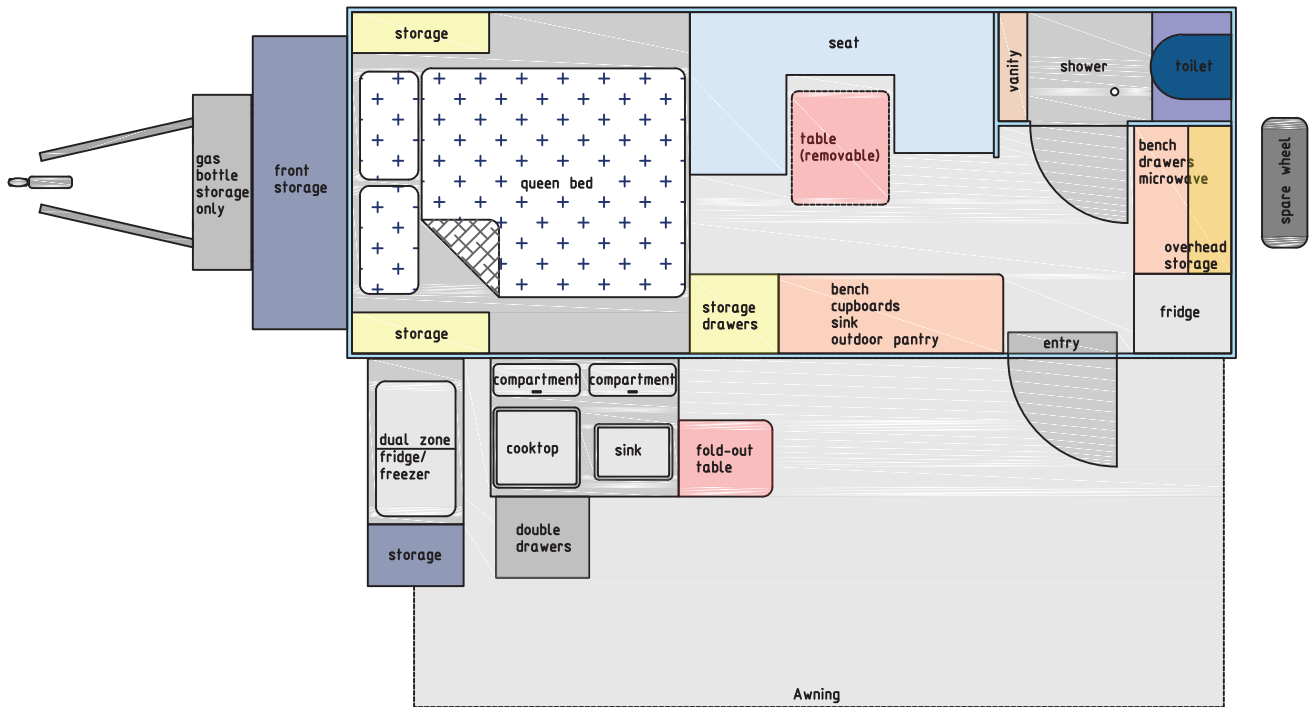 storage
seat
vanity
shower
toilet
gas
bottle
storage
only
front
storage
queen bed
table
(removable)
bench
drawers
microwave
overhead
storage
spare wheel
storage
storage
drawers
bench
cupboards
sink
outdoor pantry
fridge
entry
compartment
compartment
dual zone
fridge/
freezer
cooktop
sink
fold-out
table
storage
double
drawers
Awning